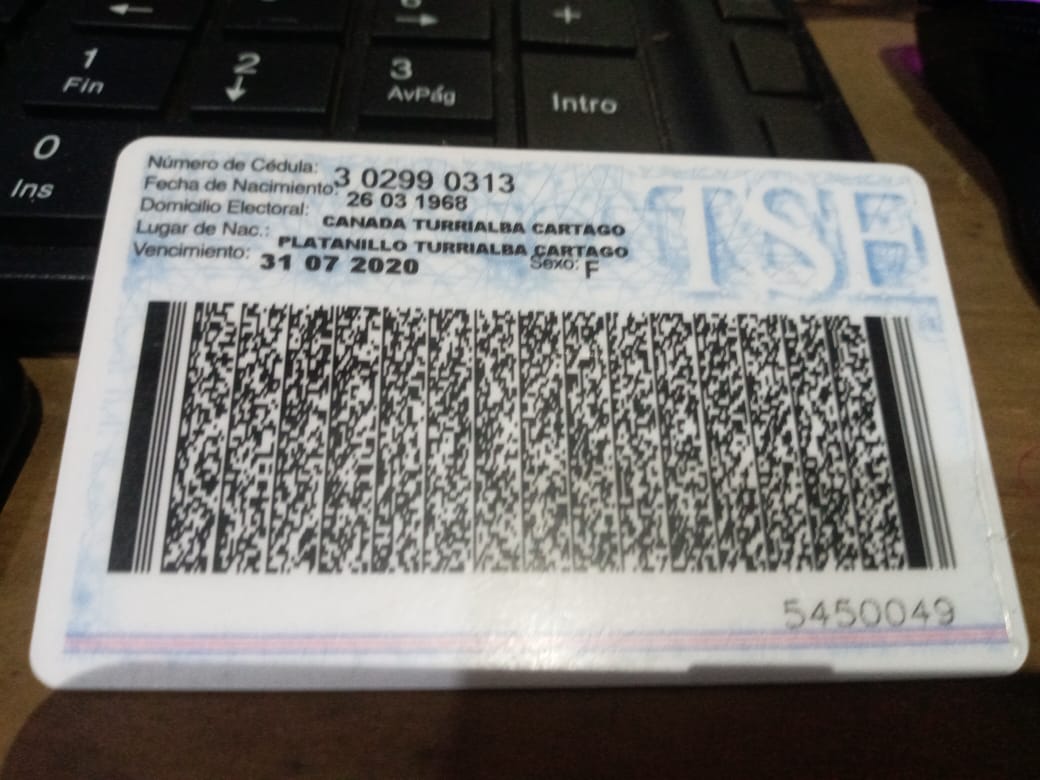 6
→
←
+
1
Fin
2
↓
3
AvPág
Intro
0
Ins
Número de Cédula: 3 0299 0313
Fecha de Nacimiento: 26 03 1968
Domicilio Electoral: CANADA TURRIALBA CARTAGO
Lugar de Nac.: PLATANILLO TURRIALBA CARTAGO
Vencimiento: 31 07 2020 Sexo: F
TSE
5450049